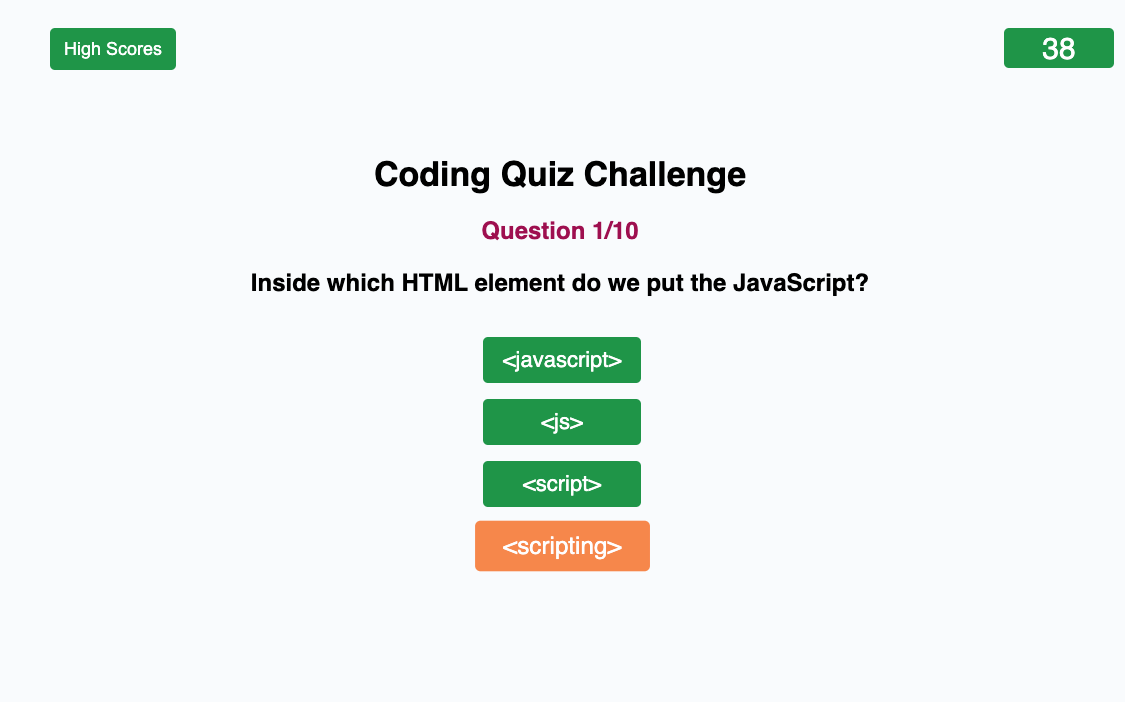 High Scores
38
Coding Quiz Challenge
Question 1/10
Inside which HTML element do we put the JavaScript?
<javascript>
<js>
<script>
<scripting>